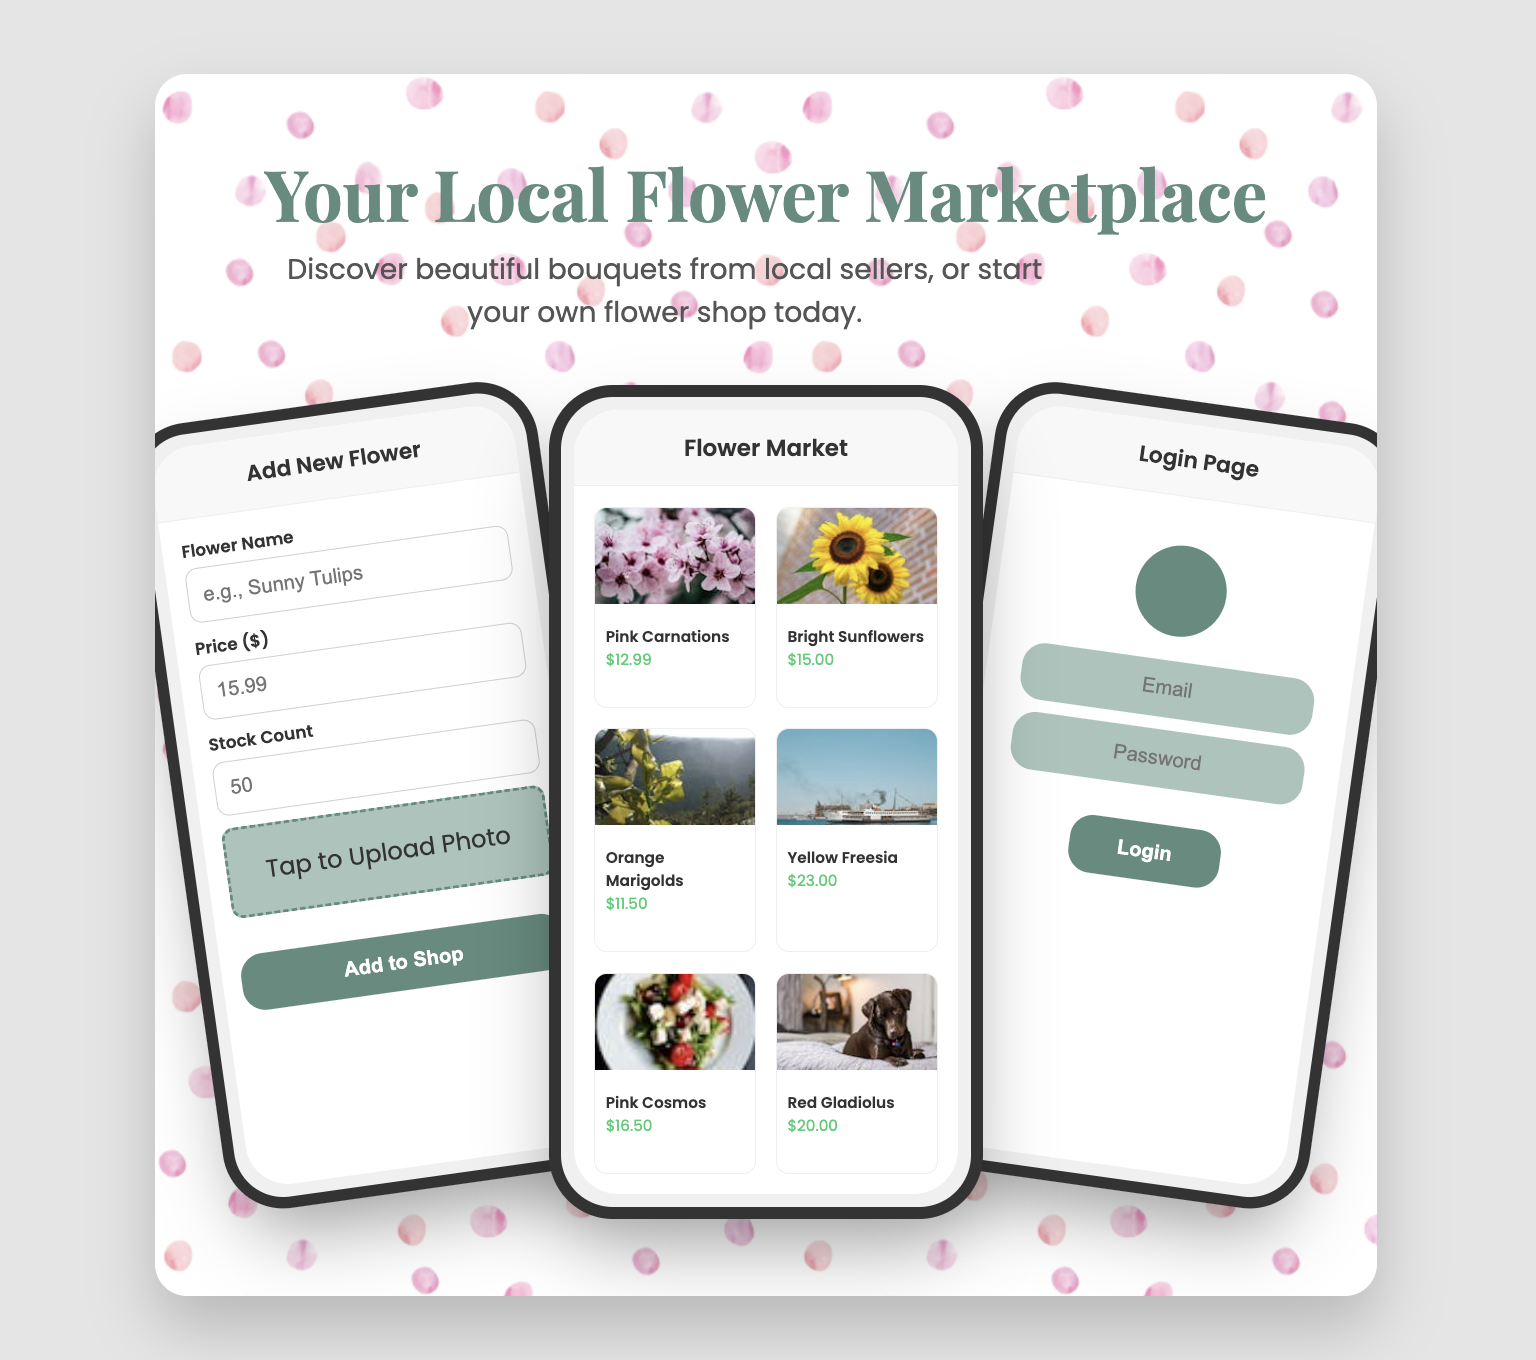 Your Local Flower Marketplace
Discover beautiful bouquets from local sellers, or start
your own flower shop today.
Add New Flower
Flower Name
e.g., Sunny Tulips
Price ($)
15.99
Stock Count
50
Tap to Upload Photo
Add to Shop
Flower Market
Pink Carnations
$12.99
Bright Sunflowers
$15.00
Orange
Marigolds
$11.50
Yellow Freesia
$23.00
Pink Cosmos
$16.50
Red Gladiolus
$20.00
Login Page
Email
Password
Login